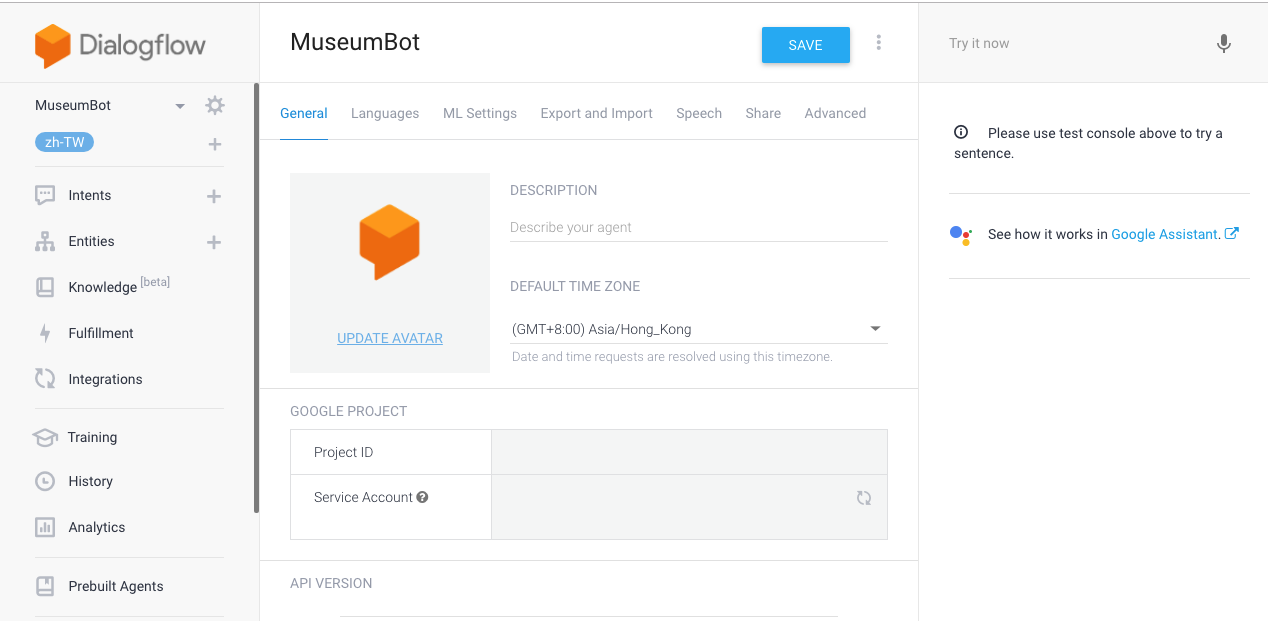 Dialogflow
MuseumBot
zh-TW
Intents
Entities
Knowledge [beta]
Fulfillment
Integrations
Training
History
Analytics
Prebuilt Agents
MuseumBot
SAVE
General Languages ML Settings Export and Import Speech Share Advanced
UPDATE AVATAR
DESCRIPTION
Describe your agent
DEFAULT TIME ZONE
(GMT+8:00) Asia/Hong_Kong
Date and time requests are resolved using this timezone.
GOOGLE PROJECT
Project ID
Service Account
API VERSION
Try it now
Please use test console above to try a
sentence.
See how it works in Google Assistant.